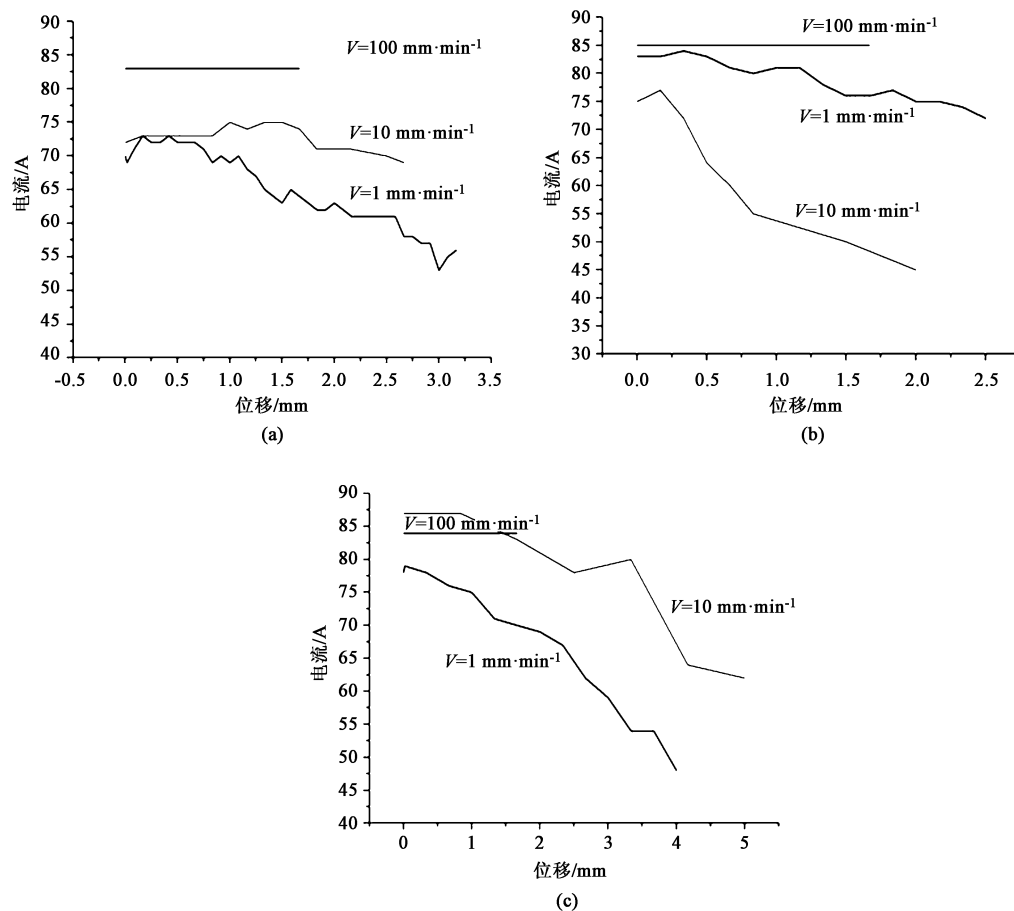 90
85
80
75
70
65
60
55
50
45
40
电流/A
V=100 mm·min-1
V=10 mm·min-1
V=1 mm·min-1
-0.5 0.0 0.5 1.0 1.5 2.0 2.5 3.0 3.5
位移/mm
(a)
90
85
80
75
70
65
60
55
50
45
40
35
30
电流/A
V=100 mm·min-1
V=1 mm·min-1
V=10 mm·min-1
0.0 0.5 1.0 1.5 2.0 2.5
位移/mm
(b)
90
85
80
75
70
65
60
55
50
45
40
电流/A
V=100 mm·min-1
V=10 mm·min-1
V=1 mm·min-1
0 1 2 3 4 5
位移/mm
(c)